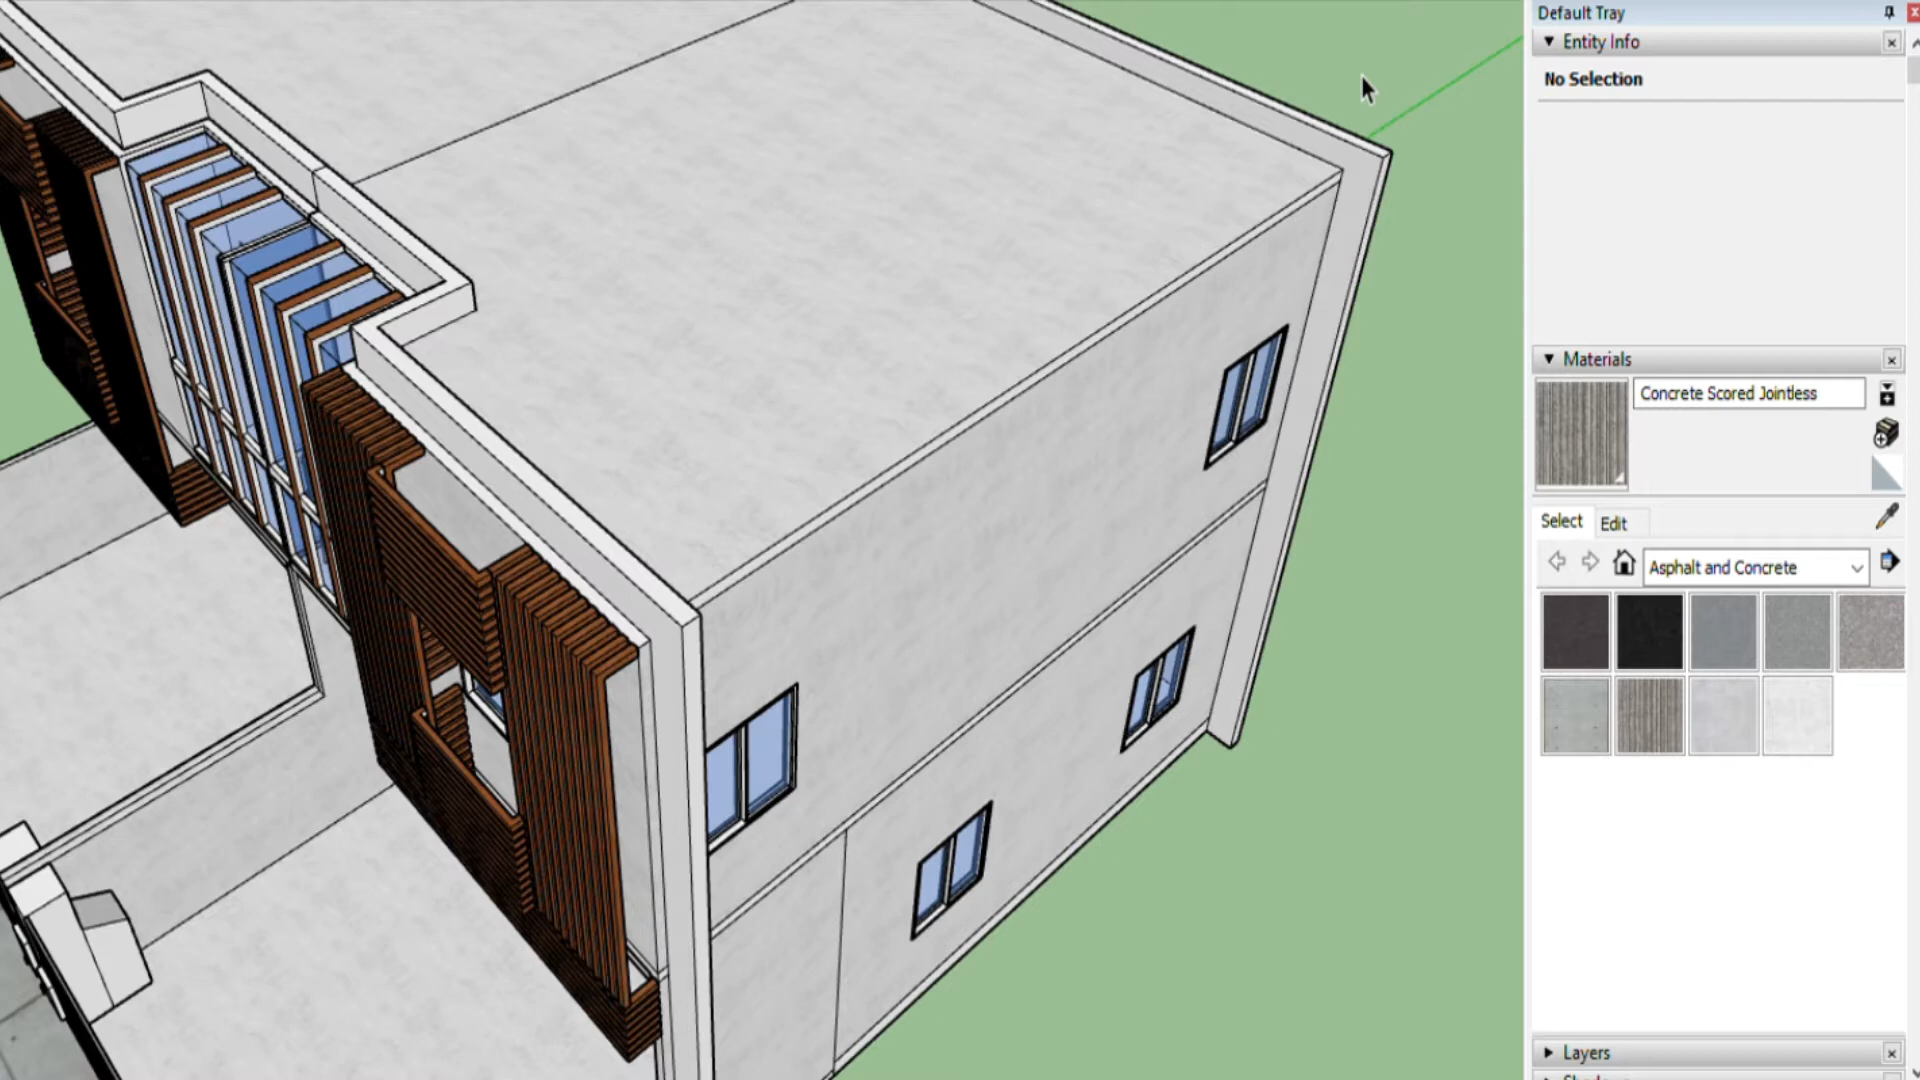 Default Tray
Entity Info
No Selection
Materials
Concrete Scored Jointless
Select
Edit
Asphalt and Concrete
Layers